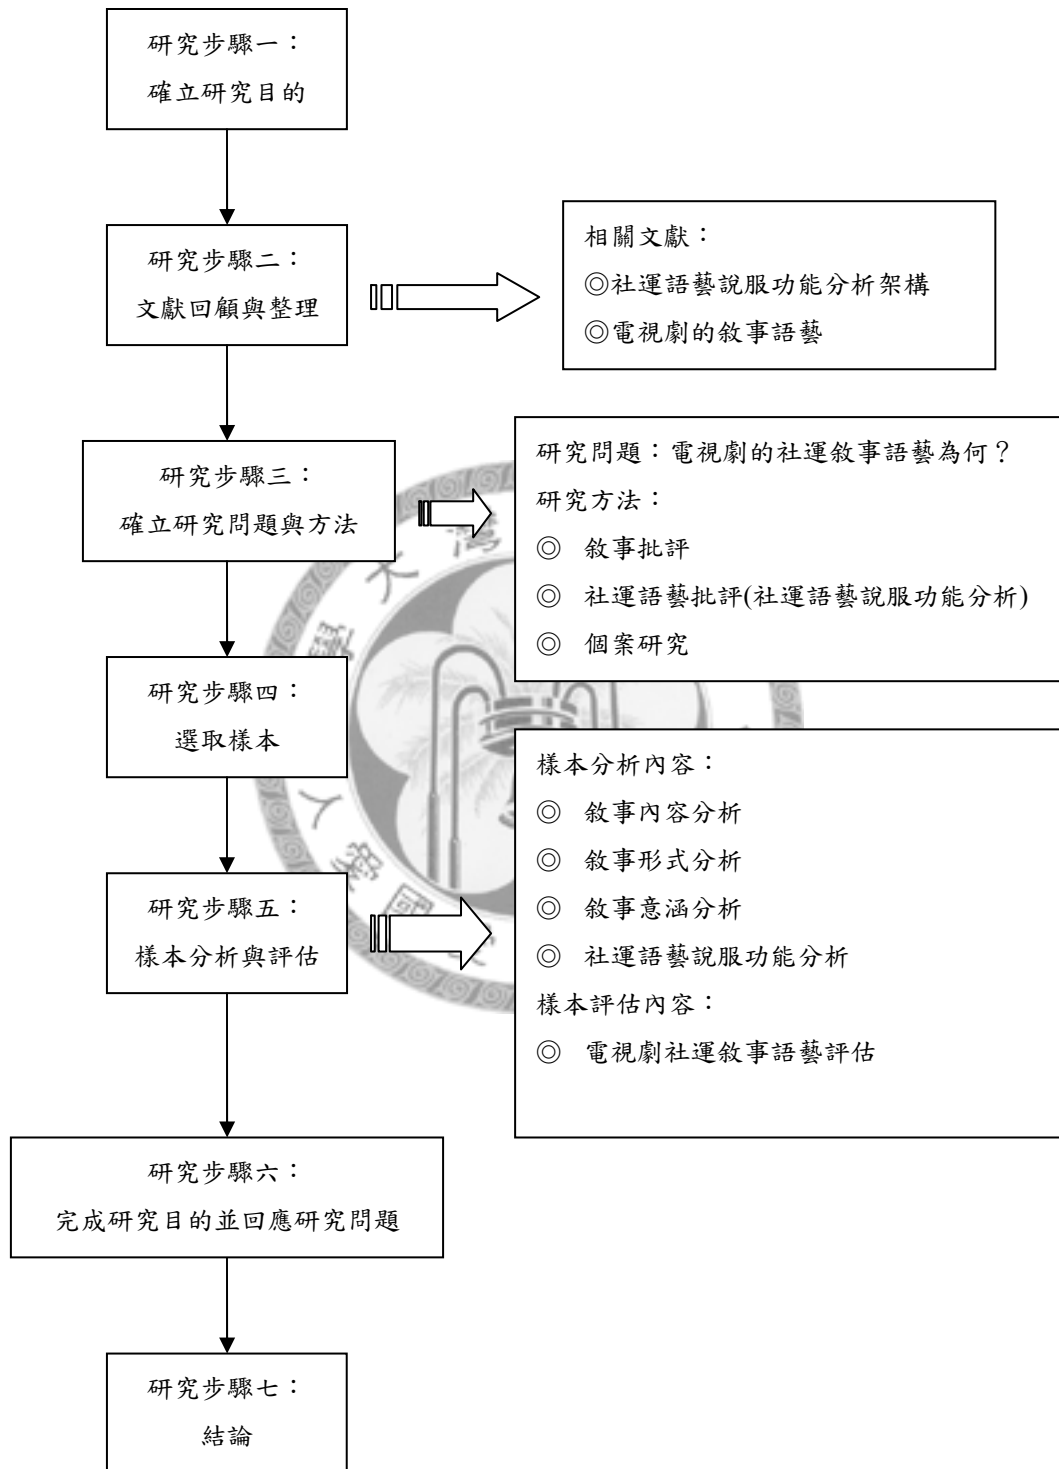 研究步驟一：
確立研究目的
研究步驟二：
文獻回顧與整理
相關文獻：
◎社運語藝說服功能分析架構
◎電視劇的敘事語藝
研究步驟三：
確立研究問題與方法
研究問題：電視劇的社運敘事語藝為何？
研究方法：
◎ 敘事批評
◎ 社運語藝批評(社運語藝說服功能分析)
◎ 個案研究
研究步驟四：
選取樣本
研究步驟五：
樣本分析與評估
樣本分析內容：
◎ 敘事內容分析
◎ 敘事形式分析
◎ 敘事意涵分析
◎ 社運語藝說服功能分析
樣本評估內容：
◎ 電視劇社運敘事語藝評估
研究步驟六：
完成研究目的並回應研究問題
研究步驟七：
結論
大灣
學
人愛國